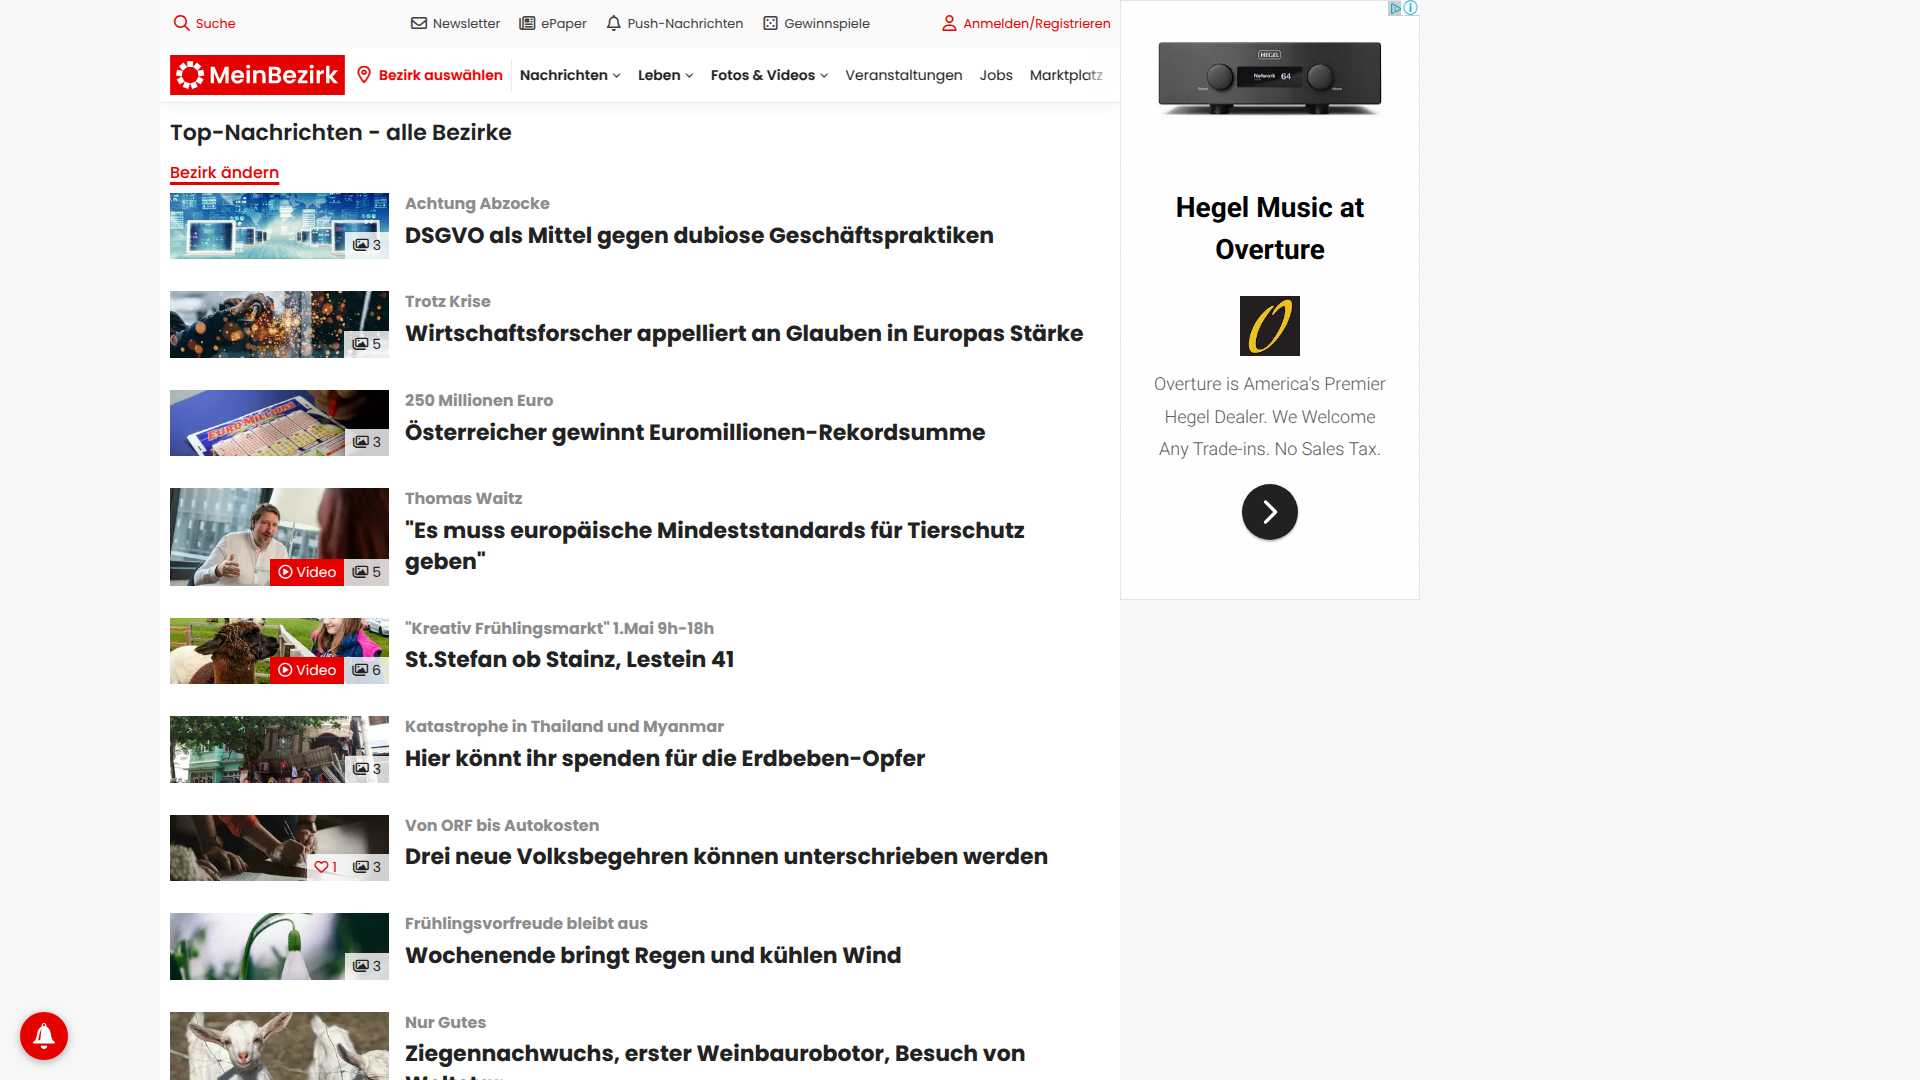 Suche
Newsletter
ePaper
Push-Nachrichten
Gewinnspiele
Anmelden/Registrieren
MeinBezirk
Bezirk auswählen
Nachrichten
Leben
Fotos & Videos
Veranstaltungen
Jobs
Marktplatz
Top-Nachrichten - alle Bezirke
Bezirk ändern
3
Achtung Abzocke
DSGVO als Mittel gegen dubiose Geschäftspraktiken
5
Trotz Krise
Wirtschaftsforscher appelliert an Glauben in Europas Stärke
EUROMILLIONS
3
250 Millionen Euro
Österreicher gewinnt Euromillionen-Rekordsumme
Video 5
Thomas Waitz
"Es muss europäische Mindeststandards für Tierschutz
geben"
Video 6
"Kreativ Frühlingsmarkt" 1.Mai 9h-18h
St.Stefan ob Stainz, Lestein 41
3
Katastrophe in Thailand und Myanmar
Hier könnt ihr spenden für die Erdbeben-Opfer
1 3
Von ORF bis Autokosten
Drei neue Volksbegehren können unterschrieben werden
3
Frühlingsvorfreude bleibt aus
Wochenende bringt Regen und kühlen Wind
Nur Gutes
Ziegennachwuchs, erster Weinbaurobotor, Besuch von
HEGEL
Network 64
Hegel Music at
Overture
O
Overture is America's Premier
Hegel Dealer. We Welcome
Any Trade-ins. No Sales Tax.